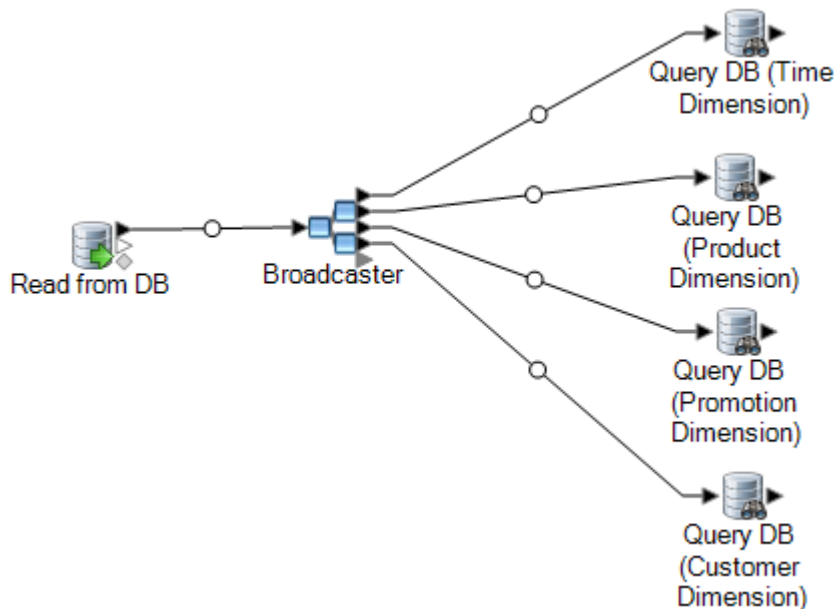 Query DB (Time
Dimension)
Query DB
(Product
Dimension)
Read from DB
Broadcaster
Query DB
(Promotion
Dimension)
Query DB
(Customer
Dimension)